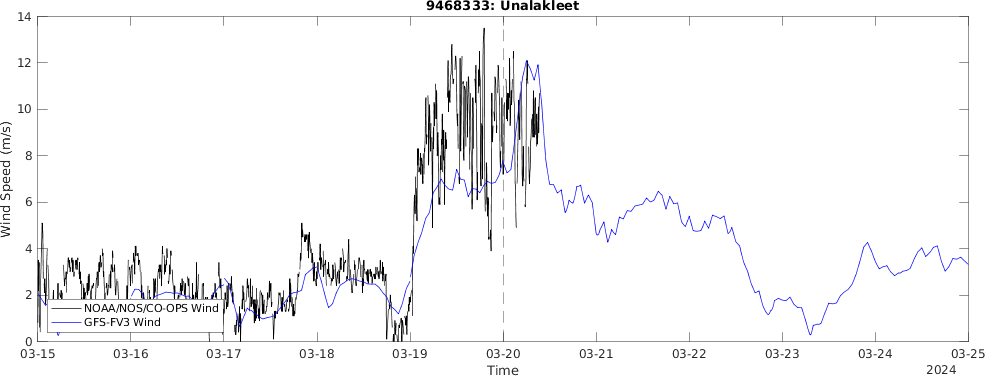 9468333: Unalakleet
14
12
10
8
6
4
2
0
Wind Speed (m/s)
NOAA/NOS/CO-OPS Wind
GFS-FV3 Wind
03-15 03-16 03-17 03-18 03-19 03-20 03-21 03-22 03-23 03-24 03-25
Time
2024